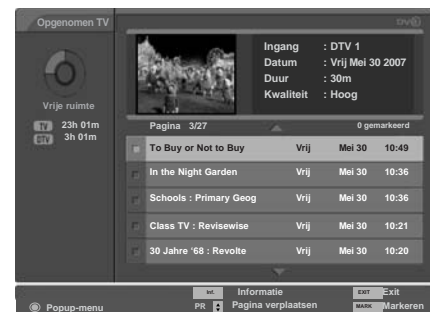 Opgenomen TV
DVR
Ingang : DTV 1
Datum : Vrij Mei 30 2007
Duur : 30m
Kwaliteit : Hoog
Vrije ruimte
TV 23h 01m
DTV 3h 01m
Pagina 3/27 0 gemarkeerd
To Buy or Not to Buy Vrij Mei 30 10:49
In the Night Garden Vrij Mei 30 10:36
Schools : Primary Geog Vrij Mei 30 10:36
Class TV : Revisewise Vrij Mei 30 10:21
30 Jahre ‘68 : Revolte Vrij Mei 30 10:20
Inf. Informatie EXIT Exit
Popup-menu PR Pagina verplaatsen MARK Markeren